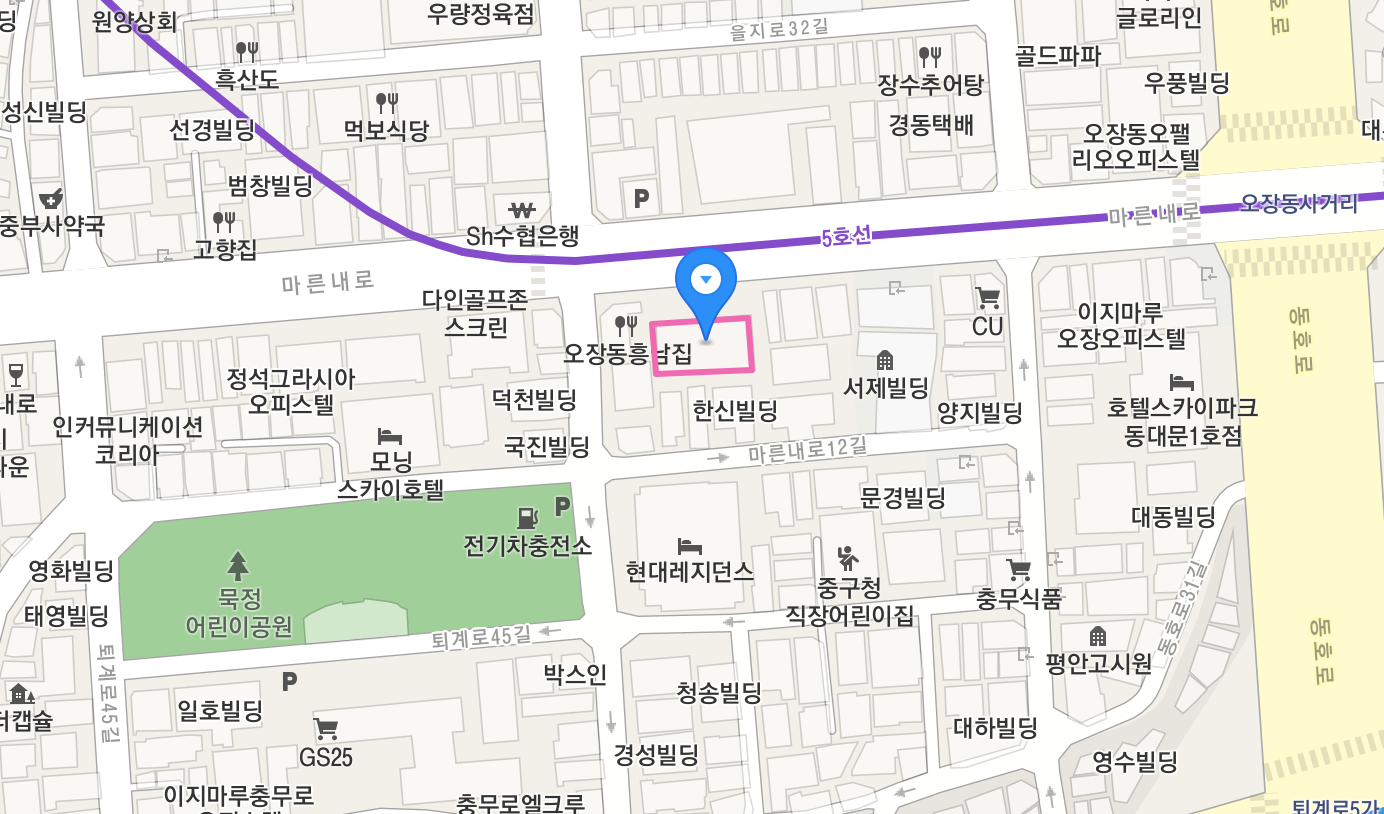 우량정육점
원양상회
글로리인
동호로
을지로32길
흑산도
골드파파
장수추어탕
우풍빌딩
성신빌딩
선경빌딩
먹보식당
경동택배
오장동오팰
리오오피스텔
범창빌딩
P
중부사약국
고향집
Sh수협은행
5호선
마른내로
오장동사거리
마른내로
다인골프존
스크린
CU
이지마루
오장오피스텔
동호로
오장동흥남집
서제빌딩
정석그라시아
오피스텔
덕천빌딩
한신빌딩
양지빌딩
호텔스카이파크
동대문1호점
내로
인커뮤니케이션
코리아
국진빌딩
마른내로12길
모닝
스카이호텔
문경빌딩
P
대동빌딩
전기차충전소
영화빌딩
현대레지던스
중구청
직장어린이집
충무식품
묵정
어린이공원
태영빌딩
동호로31길
퇴계로45길
동호로
평안고시원
퇴계로45길
박스인
P
청송빌딩
일호빌딩
터캡슐
대하빌딩
GS25
경성빌딩
영수빌딩
이지마루충무로
충무로엘크루
퇴계로5가